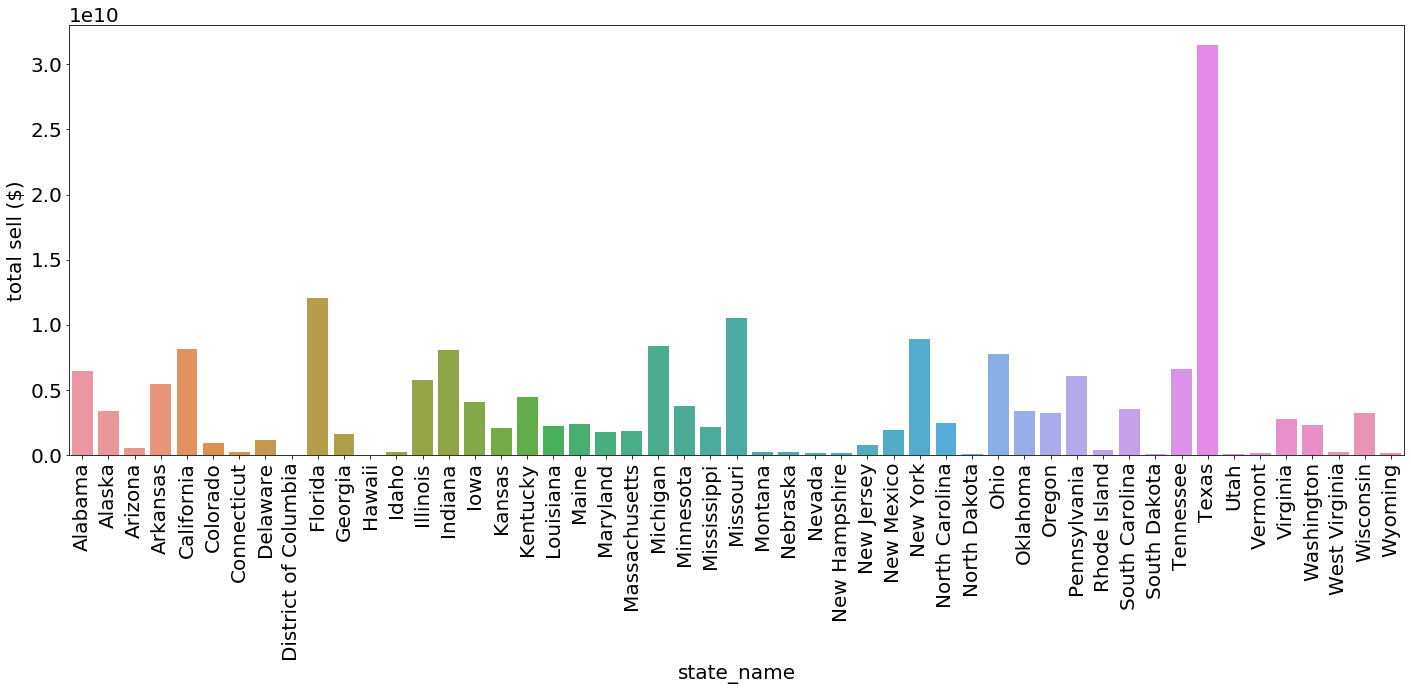 1e10
3.0
2.5
2.0
1.5
1.0
0.5
0.0
total sell ($)
Alabama
Alaska
Arizona
Arkansas
California
Colorado
Connecticut
Delaware
District of Columbia
Florida
Georgia
Hawaii
Idaho
Illinois
Indiana
Iowa
Kansas
Kentucky
Louisiana
Maine
Maryland
Massachusetts
Michigan
Minnesota
Mississippi
Missouri
Montana
Nebraska
Nevada
New Hampshire
New Jersey
New Mexico
New York
North Carolina
North Dakota
Ohio
Oklahoma
Oregon
Pennsylvania
Rhode Island
South Carolina
South Dakota
Tennessee
Texas
Utah
Vermont
Virginia
Washington
West Virginia
Wisconsin
Wyoming
state_name